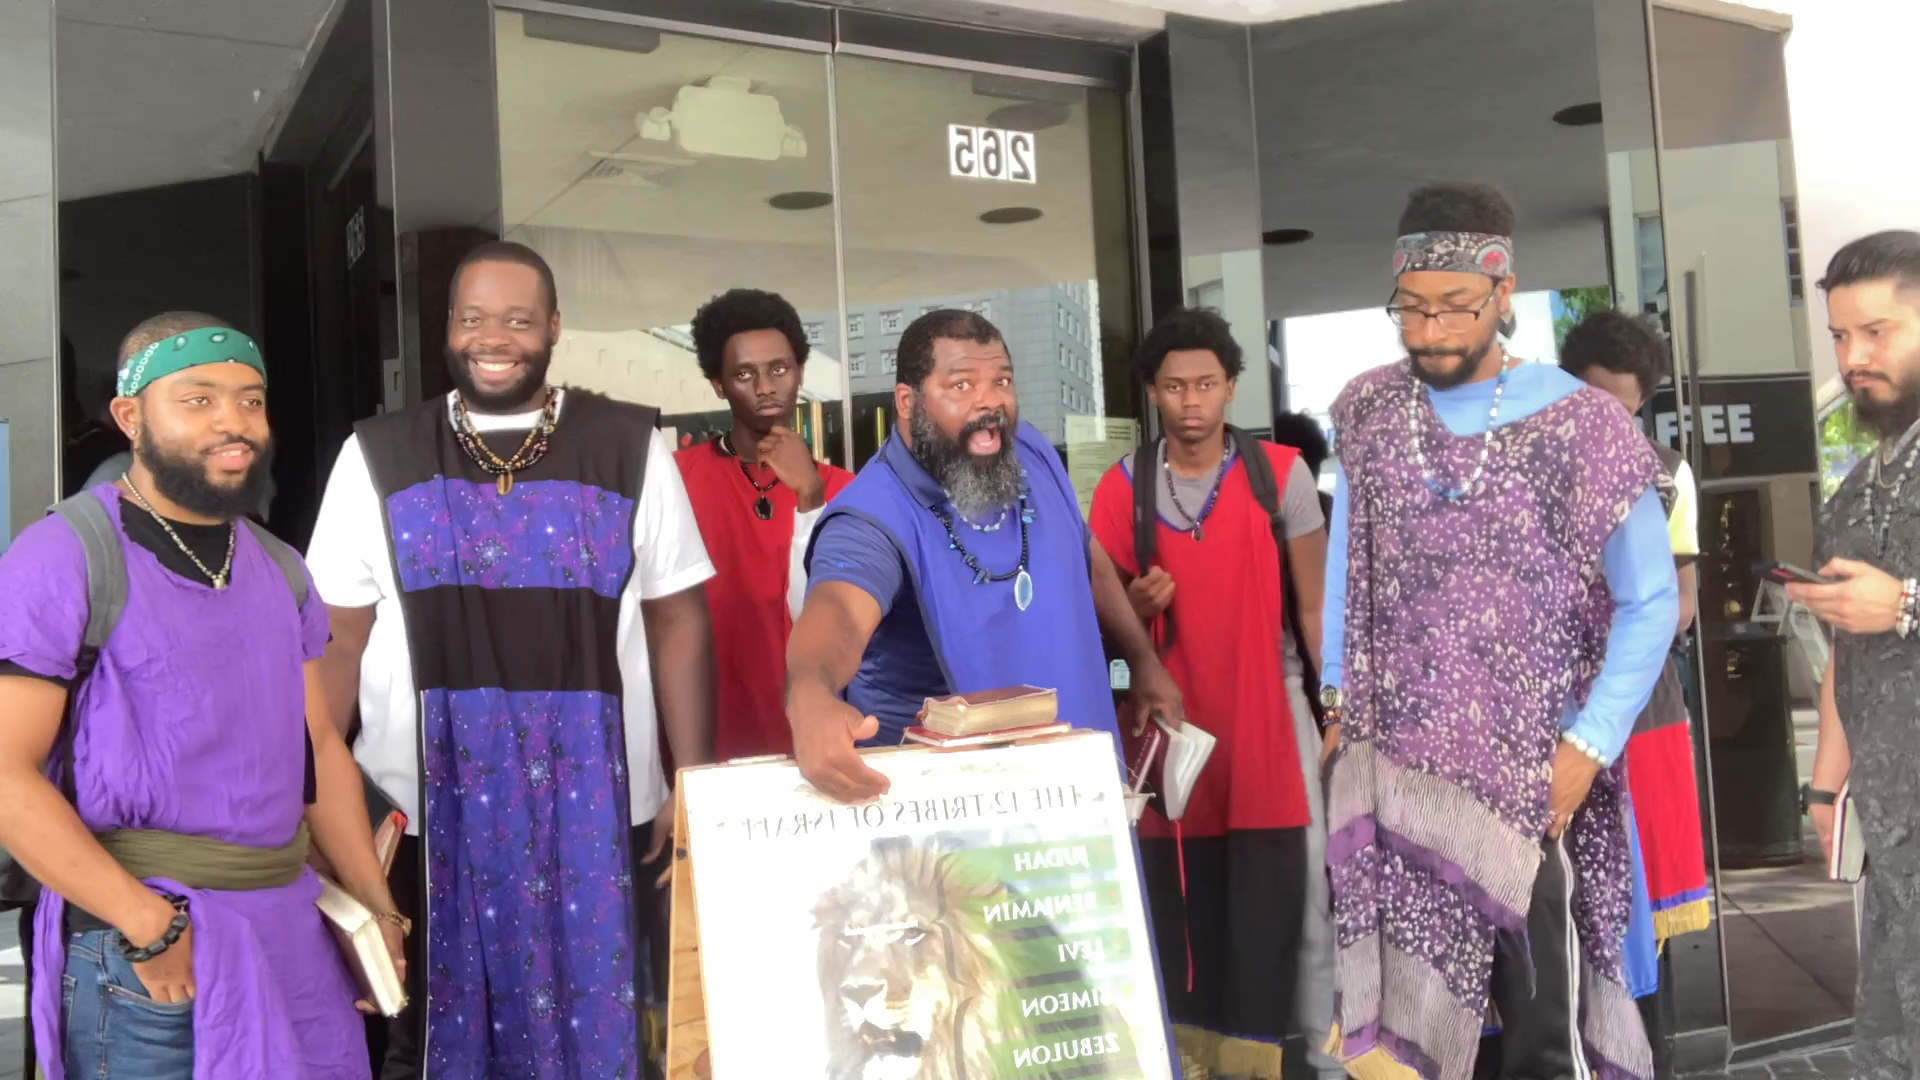 265
FFEE
THE 12 TRIBES OF ISRAEL
JUDAH
BENJAMIN
LEVI
SIMEON
ZEBULON